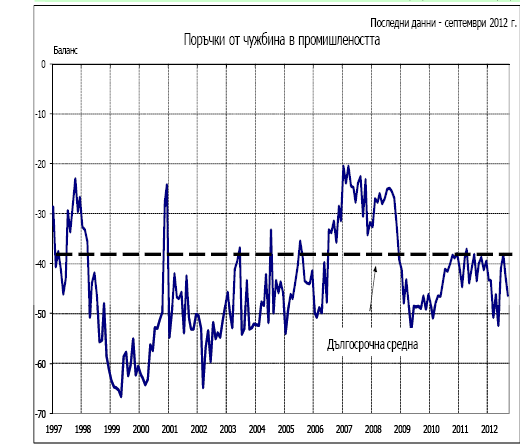 Последни данни - септември 2012 г.
Поръчки от чужбина в промишлеността
Баланс
0
-10
-20
-30
-40
-50
-60
-70
Дългосрочна средна
1997 1998 1999 2000 2001 2002 2003 2004 2005 2006 2007 2008 2009 2010 2011 2012